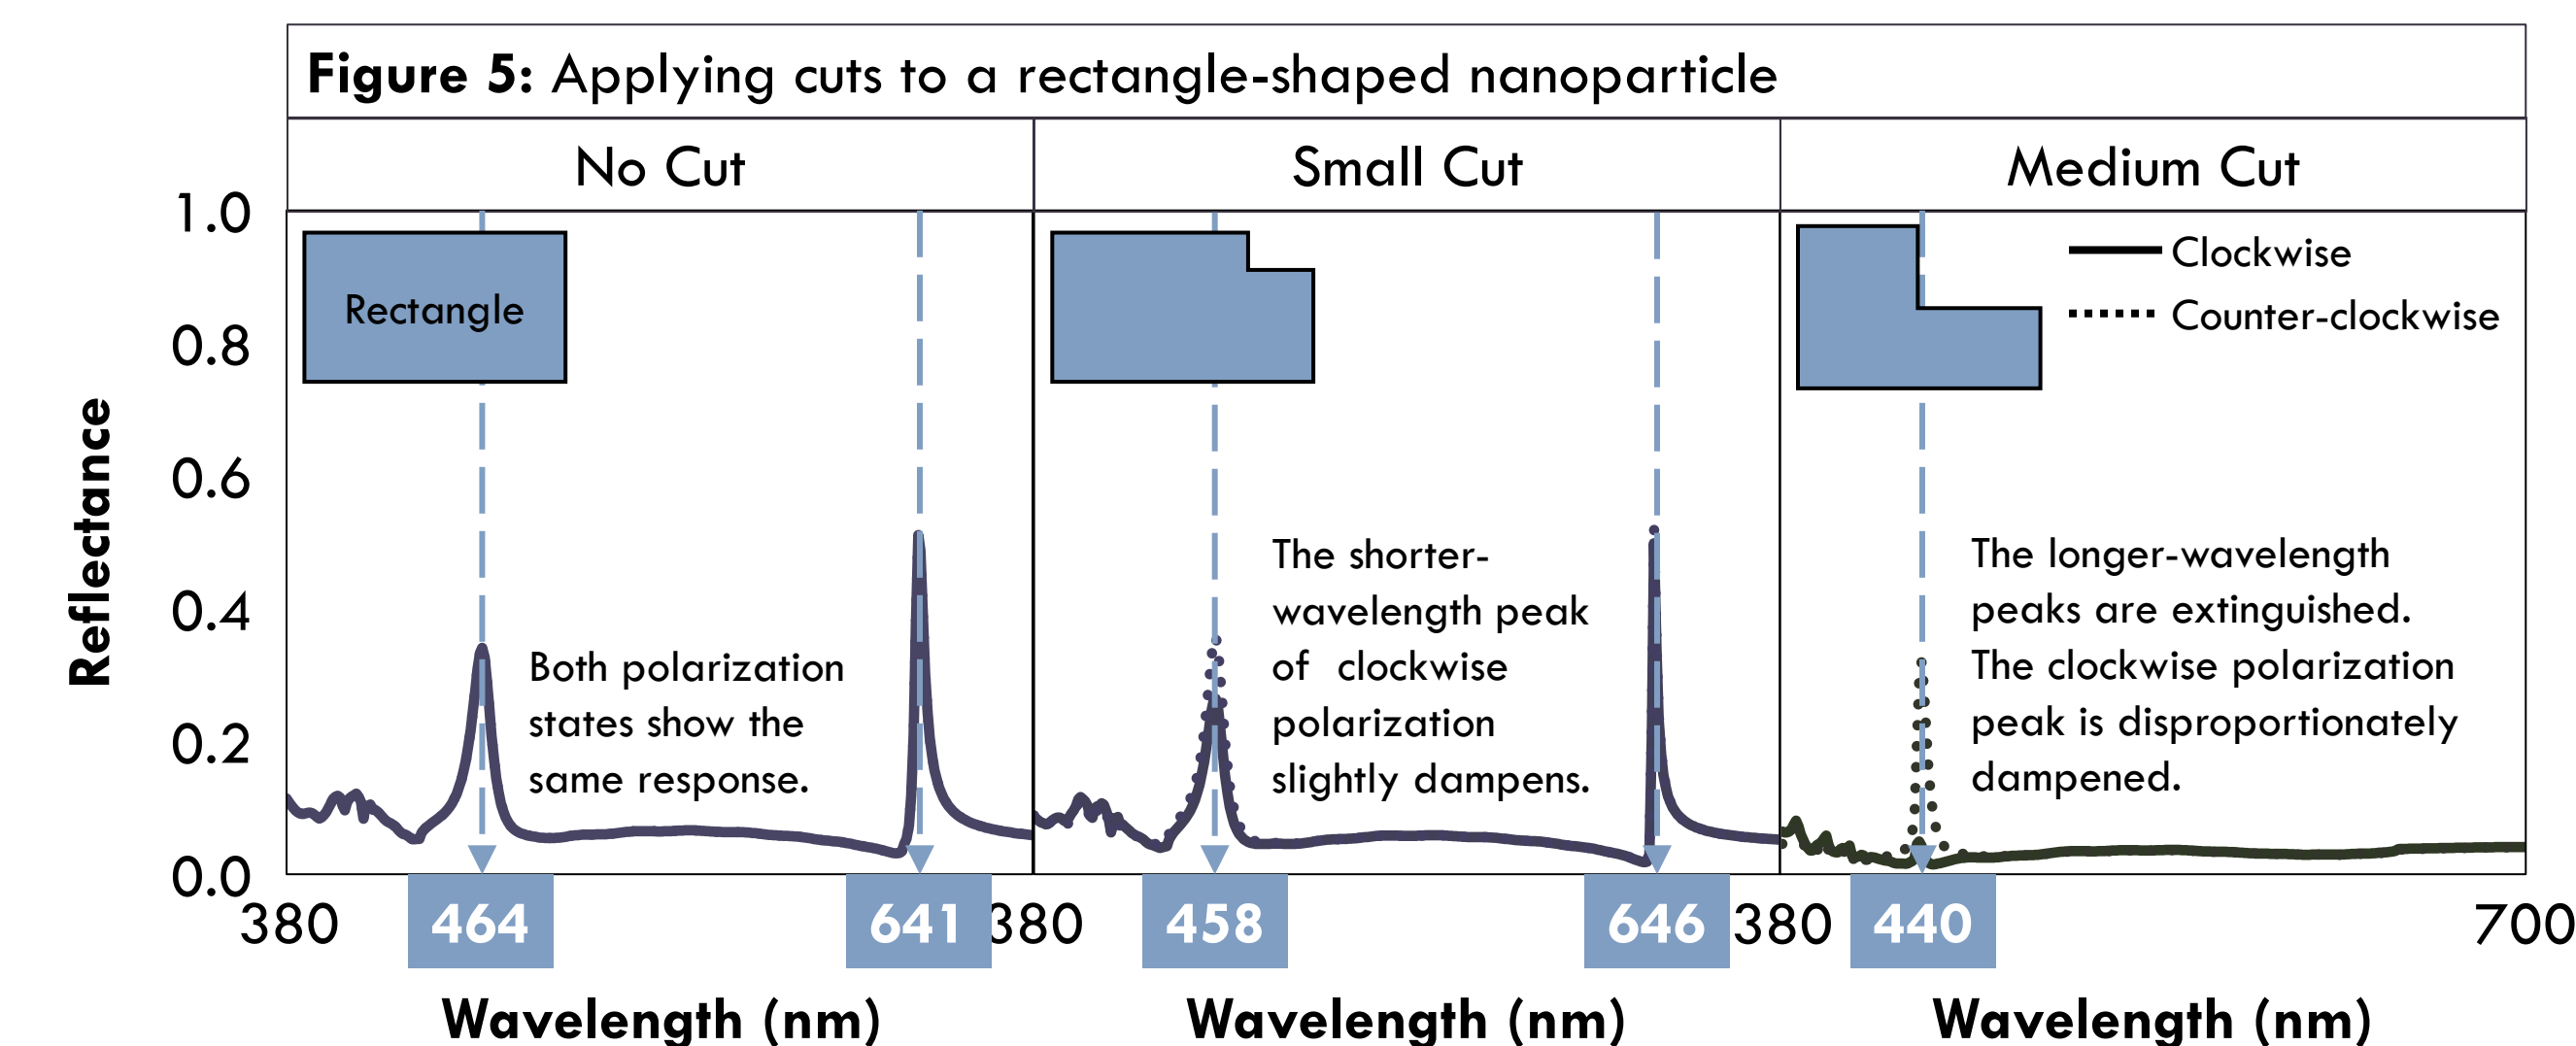 Figure 5: Applying cuts to a rectangle-shaped nanoparticle
No Cut
Small Cut
Medium Cut
1.0
0.8
0.6
0.4
0.2
0.0
Reflectance
Rectangle
Both polarization
states show the
same response.
The shorter-
wavelength peak
of clockwise
polarization
slightly dampens.
Clockwise
Counter-clockwise
The longer-wavelength
peaks are extinguished.
The clockwise polarization
peak is disproportionately
dampened.
380
464
641
380
458
646
380
440
700
Wavelength (nm)
Wavelength (nm)
Wavelength (nm)